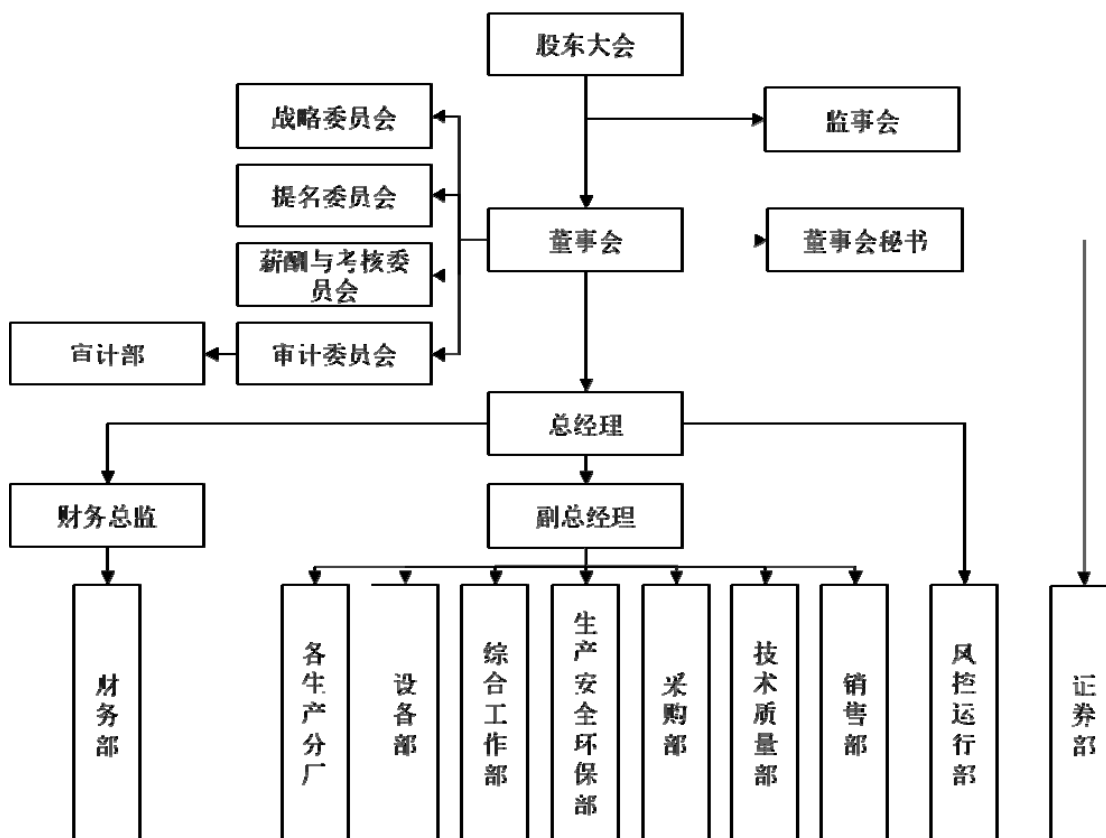 股东大会
战略委员会
监事会
提名委员会
董事会
董事会秘书
薪酬与考核委
员会
审计部
审计委员会
总经理
财务总监
副总经理
财务部
各生产分厂
设各部
综合工作部
生产安全环保部
采购部
技术质量部
销售部
风控运行部
证券部